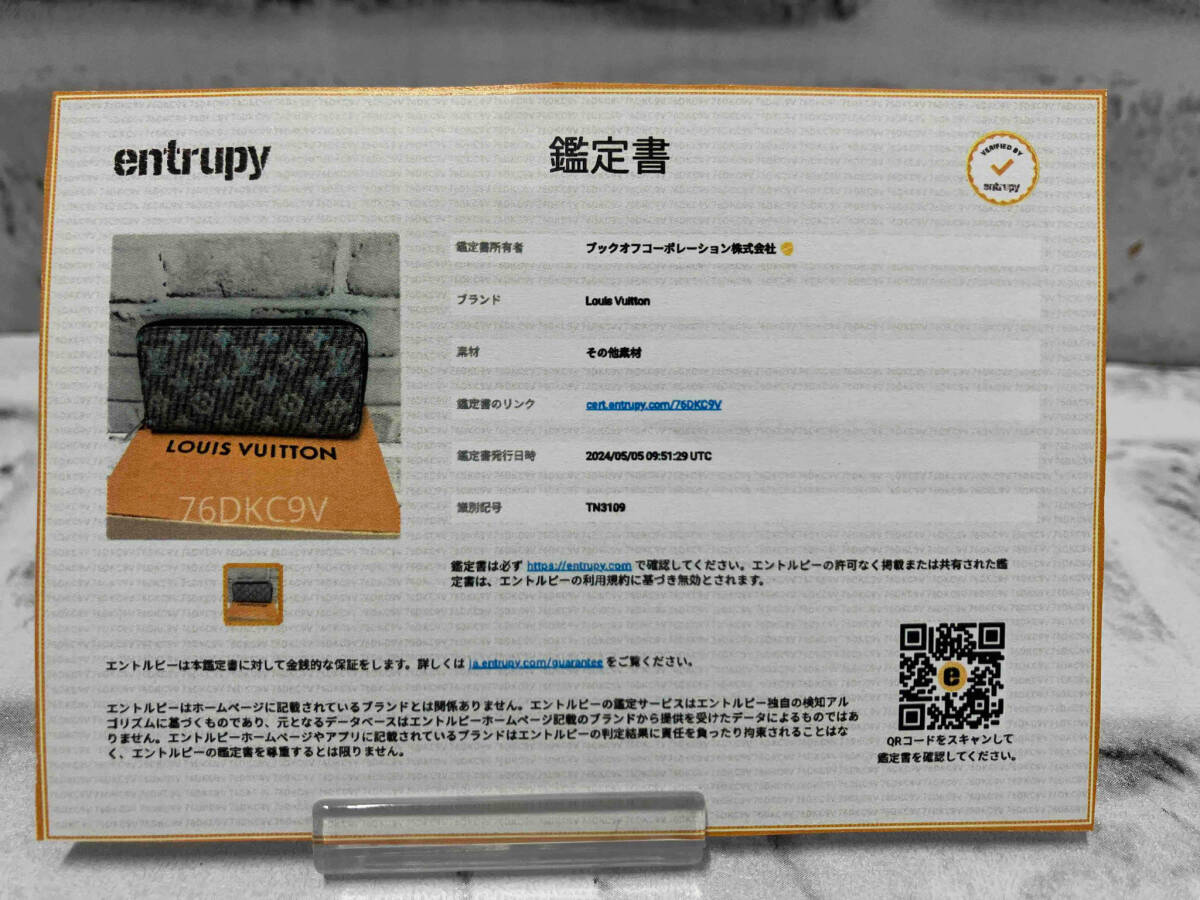 entrupy
鑑定書
VERIFIED BY
entrupy
鑑定書所有者 ブックオフコーポレーション株式会社
ブランド Louis Vuitton
素材 その他素材
鑑定書のリンク cert.entrupy.com/76DKC9V
鑑定書発行日時 2024/05/05 09:51:29 UTC
識別記号 TN3109
LOUIS VUITTON
76DKC9V
鑑定書は必ず https://entrupy.com で確認してください。エントルピーの許可なく掲載または共有された鑑
定書は、エントルピーの利用規約に基づき無効とされます。
エントルピーは本鑑定書に対して金銭的な保証をします。詳しくは ja.entrupy.com/guarantee をご覧ください。
エントルピーはホームページに記載されているブランドとは関係ありません。エントルピーの鑑定サービスはエントルピー独自の検知アル
ゴリズムに基づくものであり、元となるデータベースはエントルピーホームページ記載のブランドから提供を受けたデータによるものではあ
りません。エントルピーホームページやアプリに記載されているブランドはエントルピーの判定結果に責任を負ったり拘束されることはな
く、エントルピーの鑑定書を尊重するとは限りません。
e
QRコードをスキャンして
鑑定書を確認してください。